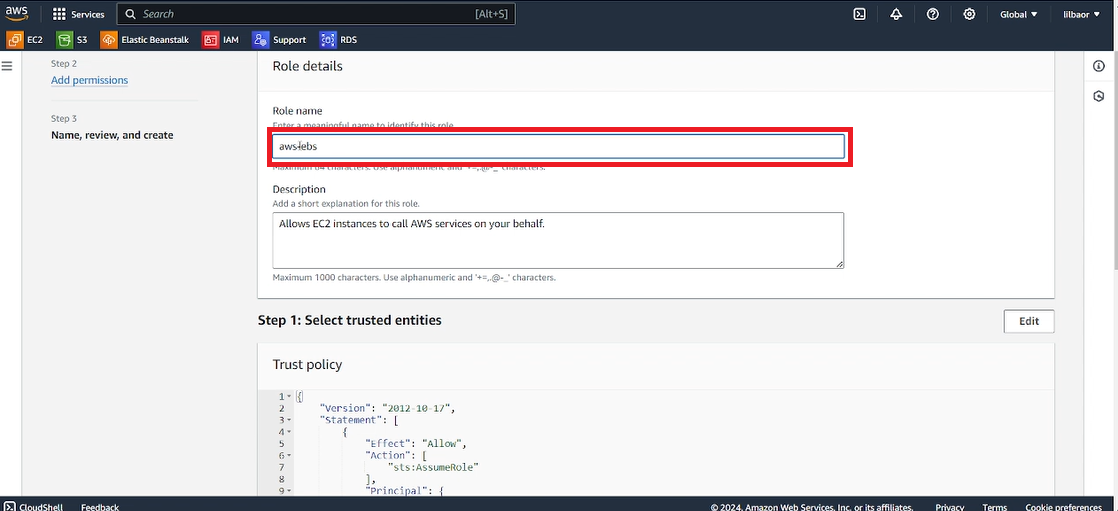 aws
Services
Search
[Alt+S]
Global
lilbaor
EC2
S3
Elastic Beanstalk
IAM
Support
RDS
Step 2
Add permissions
Step 3
Name, review, and create
Role details
Role name
Enter a meaningful name to identify this role.
aws-ebs
Maximum 64 characters. Use alphanumeric and '+=,.@-_' characters.
Description
Add a short explanation for this role.
Allows EC2 instances to call AWS services on your behalf.
Maximum 1000 characters. Use alphanumeric and '+=,.@-_' characters.
Step 1: Select trusted entities
Edit
Trust policy
1 {
2 "Version": "2012-10-17",
3 "Statement": [
4 {
5 "Effect": "Allow",
6 "Action": [
7 "sts:AssumeRole"
8 ],
9 "Principal": {
CloudShell
Feedback
© 2024, Amazon Web Services, Inc. or its affiliates.
Privacy
Terms
Cookie preferences